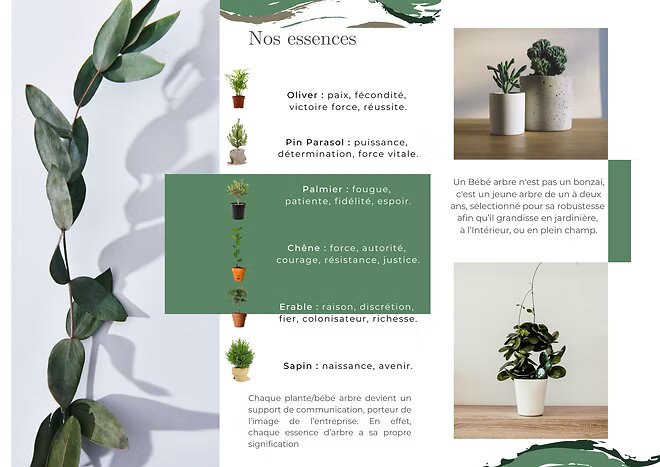 Nos essences
Oliver : paix, fécondité,
victoire force, réussite.
Pin Parasol : puissance,
détermination, force vitale.
Palmier : fougue,
patiente, fidélité, espoir.
Chêne : force, autorité,
courage, résistance, justice.
Erable : raison, discrétion,
fier, colonisateur, richesse.
Sapin : naissance, avenir.
Chaque plante/bébé arbre devient un
support de communication, porteur de
l'image de l'entreprise. En effet,
chaque essence d'arbre a sa propre
signification
Un Bébé arbre n'est pas un bonzai,
c'est un jeune arbre de un à deux
ans, sélectionné pour sa robustesse
afin qu'il grandisse en jardinière,
à l'Intérieur, ou en plein champ.